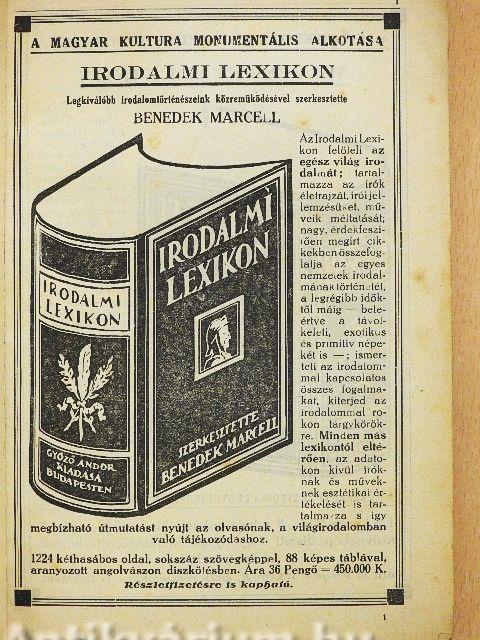 A MAGYAR KULTURA MONUMENTÁLIS ALKOTÁSA
IRODALMI LEXIKON
Legkiválóbb irodalomtörténészeink közreműködésével szerkesztette
BENEDEK MARCELL
IRODALMI
LEXIKON
SZERKESZTETTE
BENEDEK MARCELL
IRODALMI
LEXIKON
GYŐZŐ ANDOR
KIADÁSA
BUDAPESTEN
Az Irodalmi Lexi-
kon felöleli az
egész világ iro-
dalmát; tartal-
mazza az írók
életrajzát, írói jel-
lemzésüket, mű-
veik méltatását;
nagy, érdekfeszí-
tően megírt cik-
kekben összefog-
lalja az egyes
nemzetek irodal-
mának történetét,
a legrégibb idők-
től máig — bele-
értve a távol-
keleti, exotikus
és primitív népe-
két is —; ismer-
teti az irodalom-
mal kapcsolatos
összes fogalma-
kat, kiterjed az
irodalommal ro-
kon tárgykörök-
re. Minden más
lexikontól elté-
rően, az adato-
kon kívül írók-
nak és művek-
nek esztétikai ér-
tékelését is tar-
talmazza s így
megbízható útmutatást nyújt az olvasónak, a világirodalomban
való tájékozódáshoz.
1224 kéthasábos oldal, sokszáz szövegképpel, 88 képes táblával,
aranyozott angolvászon díszkötésben. Ára 36 Pengő = 450.000 K.
Részletfizetésre is kapható.
1